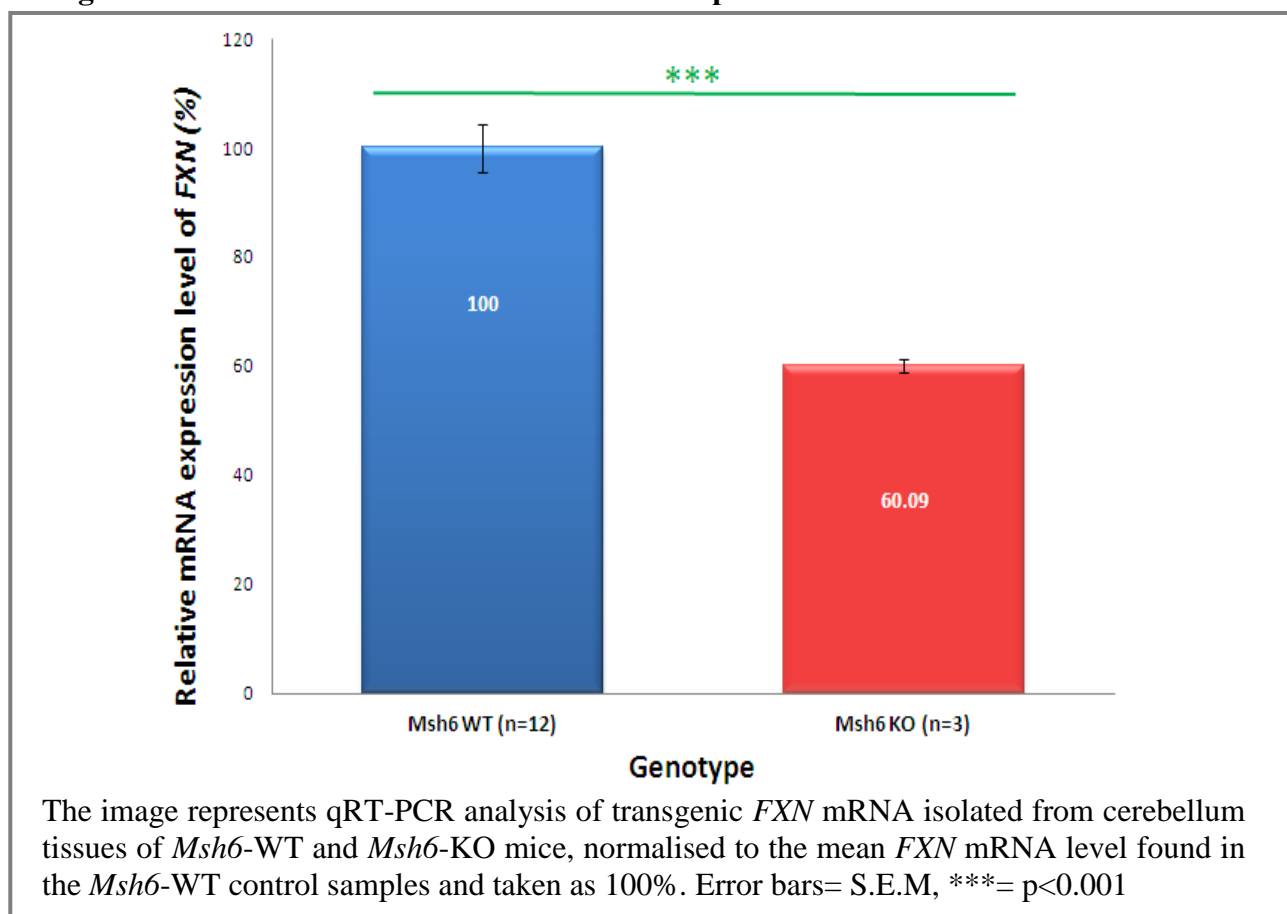 120
***
100
80
60
40
20
0
Relative mRNA expression level of FXN (%)
100
60.09
Msh6 WT (n=12)
Msh6 KO (n=3)
Genotype
The image represents qRT-PCR analysis of transgenic FXN mRNA isolated from cerebellum
tissues of Msh6-WT and Msh6-KO mice, normalised to the mean FXN mRNA level found in
the Msh6-WT control samples and taken as 100%. Error bars= S.E.M, ***= p<0.001